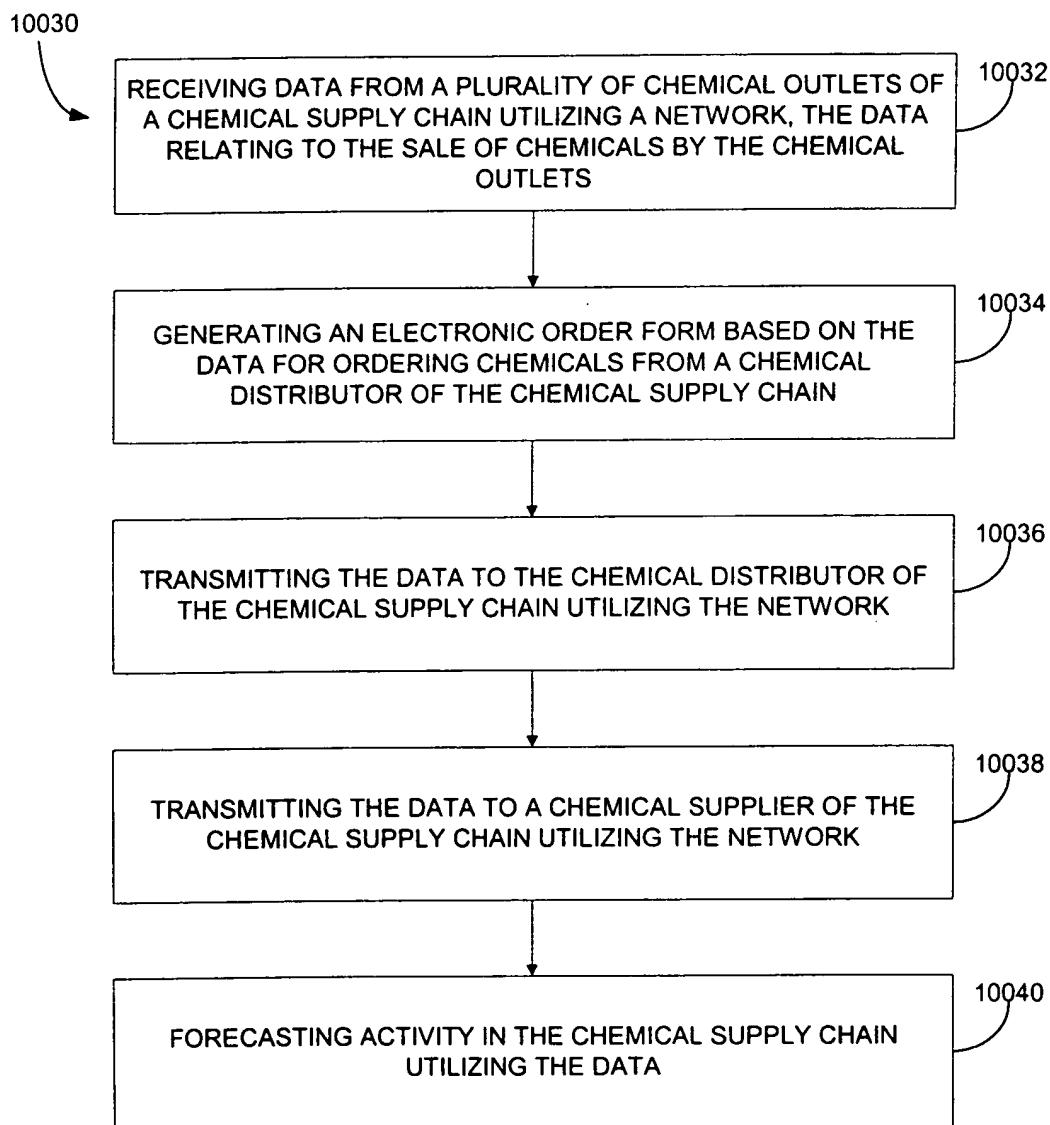 10030
RECEIVING DATA FROM A PLURALITY OF CHEMICAL OUTLETS OF
A CHEMICAL SUPPLY CHAIN UTILIZING A NETWORK, THE DATA
RELATING TO THE SALE OF CHEMICALS BY THE CHEMICAL
OUTLETS
10032
GENERATING AN ELECTRONIC ORDER FORM BASED ON THE
DATA FOR ORDERING CHEMICALS FROM A CHEMICAL
DISTRIBUTOR OF THE CHEMICAL SUPPLY CHAIN
10034
TRANSMITTING THE DATA TO THE CHEMICAL DISTRIBUTOR OF
THE CHEMICAL SUPPLY CHAIN UTILIZING THE NETWORK
10036
TRANSMITTING THE DATA TO A CHEMICAL SUPPLIER OF THE
CHEMICAL SUPPLY CHAIN UTILIZING THE NETWORK
10038
FORECASTING ACTIVITY IN THE CHEMICAL SUPPLY CHAIN
UTILIZING THE DATA
10040